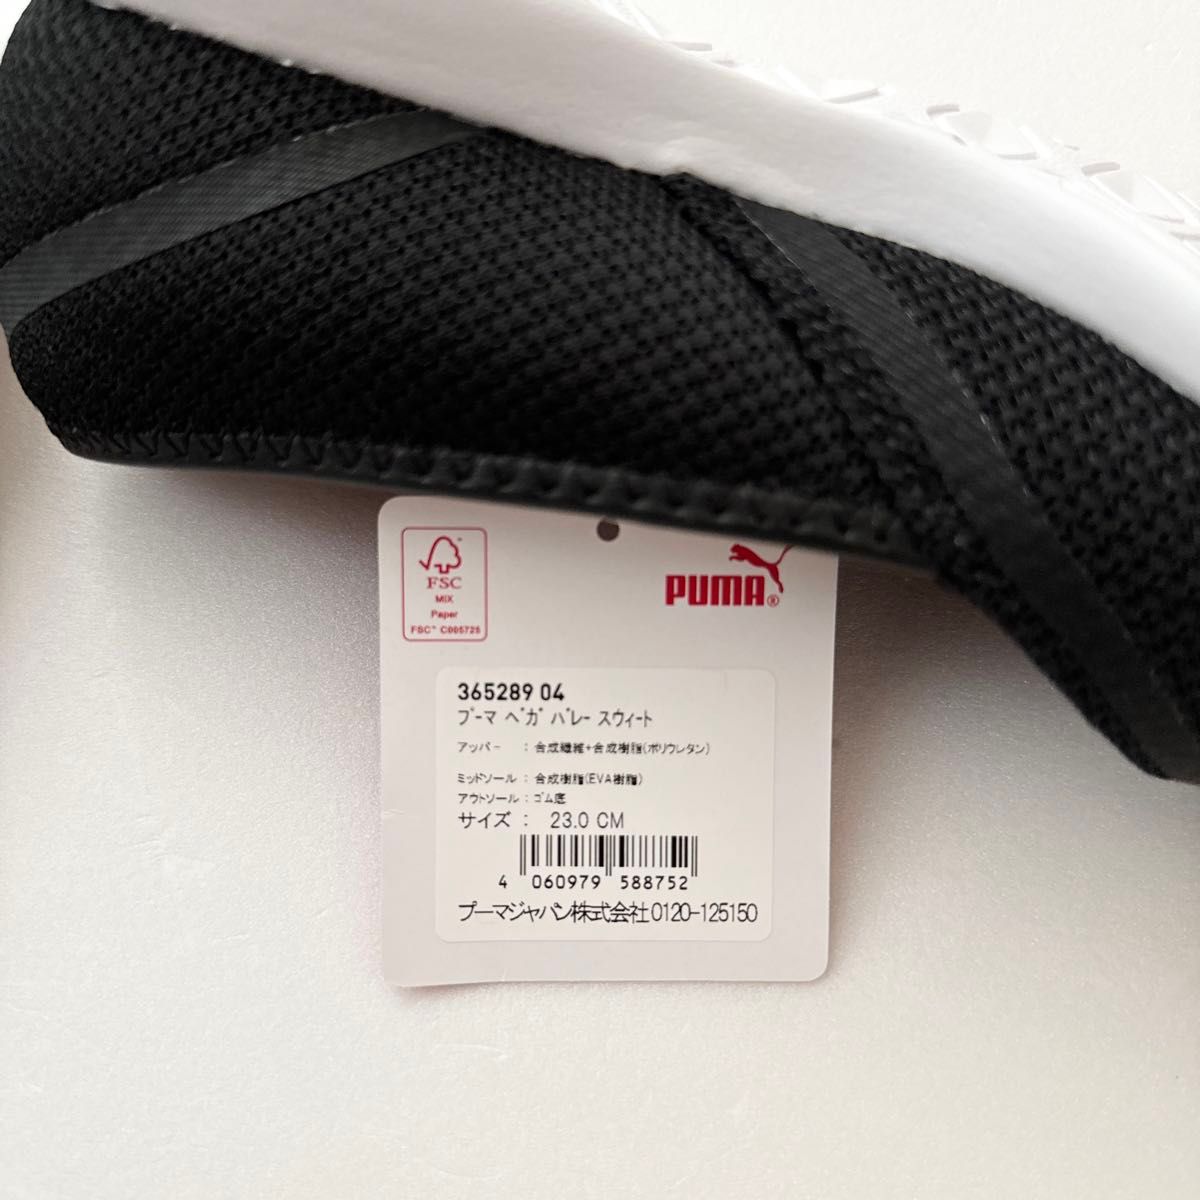 FSC
MIX
Paper
FSC™ C005725
PUMA®
365289 04
プーマ ベガ バレー スウィート
アッパー : 合成繊維+合成樹脂(ポリウレタン)
ミッドソール : 合成樹脂(EVA樹脂)
アウトソール : ゴム底
サイズ : 23.0 CM
4 060979 588752
プーマジャパン株式会社0120-125150